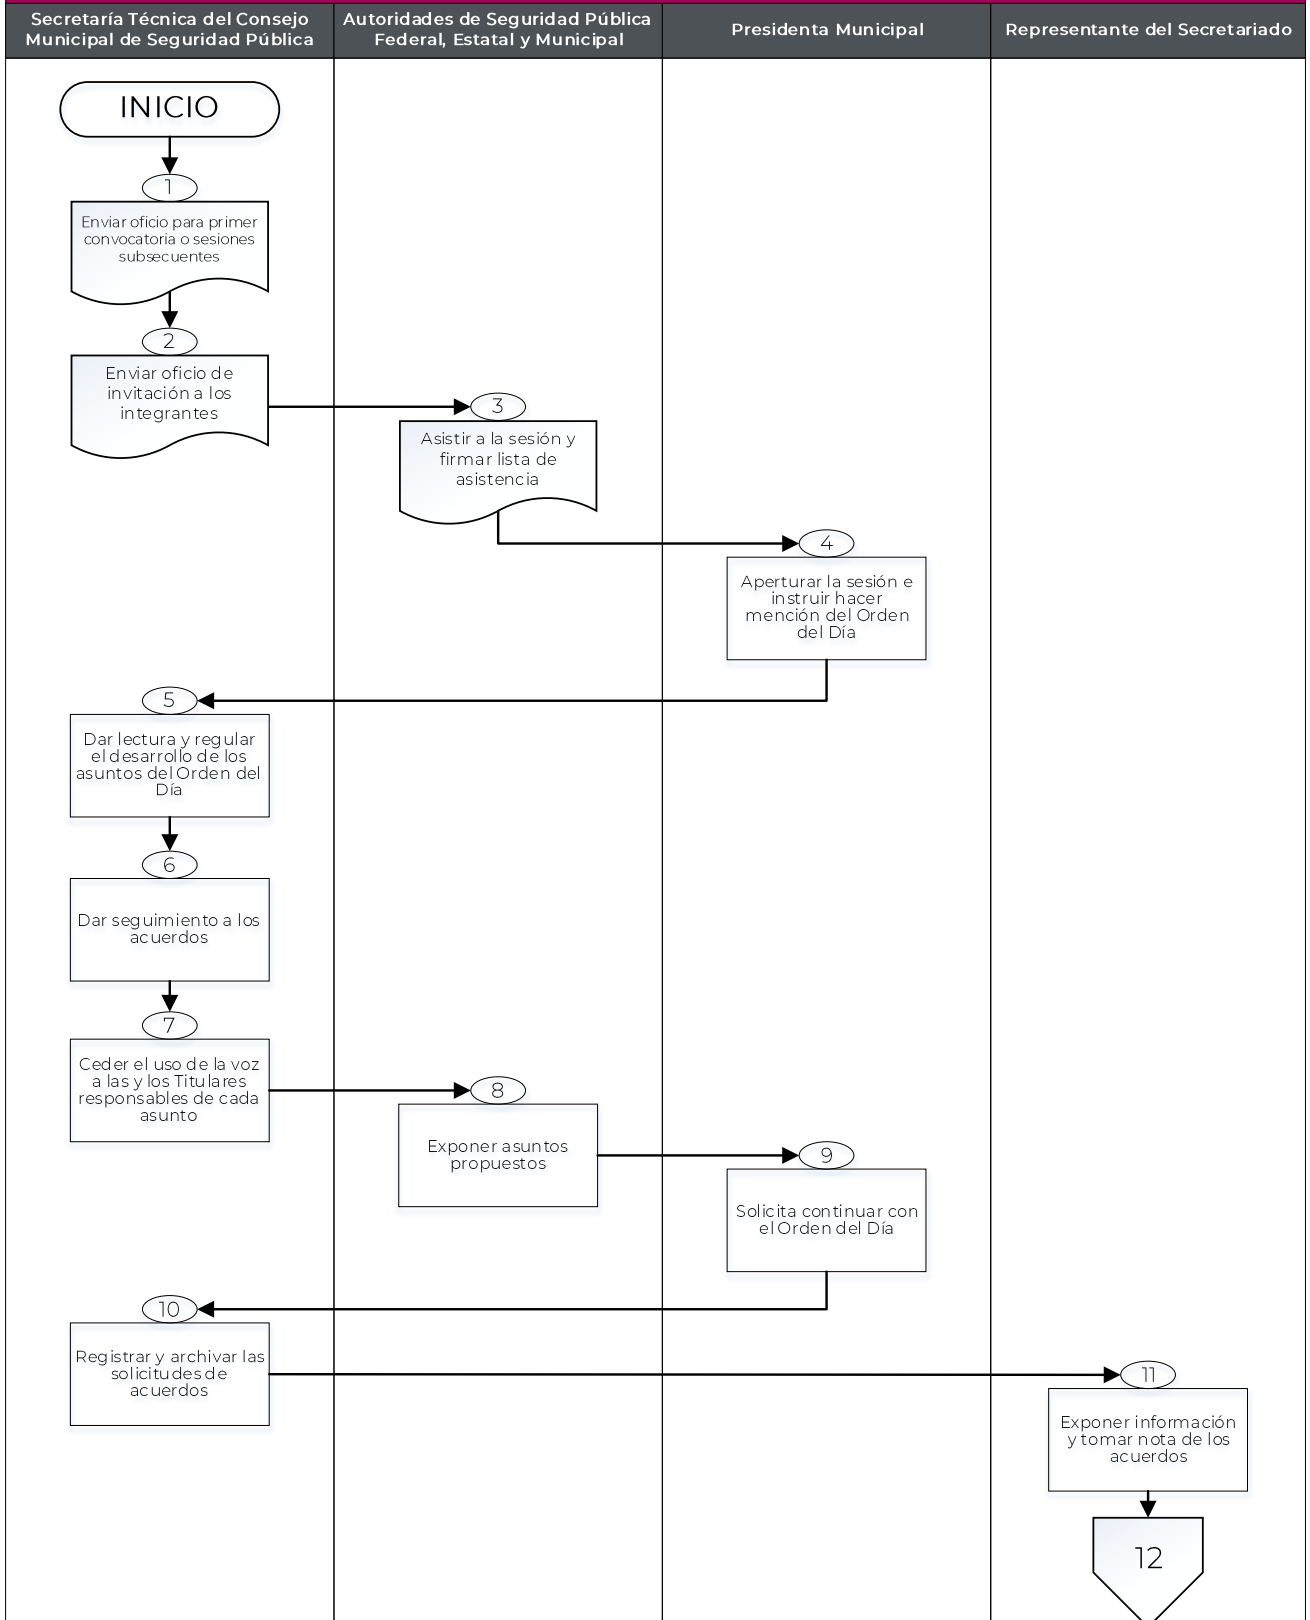 Secretaría Técnica del Consejo
Municipal de Seguridad Pública
Autoridades de Seguridad Pública
Federal, Estatal y Municipal
Presidenta Municipal
Representante del Secretariado
INICIO
1
Enviar oficio para primer
convocatoria o sesiones
subsecuentes
2
Enviar oficio de
invitación a los
integrantes
3
Asistir a la sesión y
firmar lista de
asistencia
4
Aperturar la sesión e
instruir hacer
mención del Orden
del Día
5
Dar lectura y regular
el desarrollo de los
asuntos del Orden del
Día
6
Dar seguimiento a los
acuerdos
7
Ceder el uso de la voz
a las y los Titulares
responsables de cada
asunto
8
Exponer asuntos
propuestos
9
Solicita continuar con
el Orden del Día
10
Registrar y archivar las
solicitudes de
acuerdos
11
Exponer información
y tomar nota de los
acuerdos
12